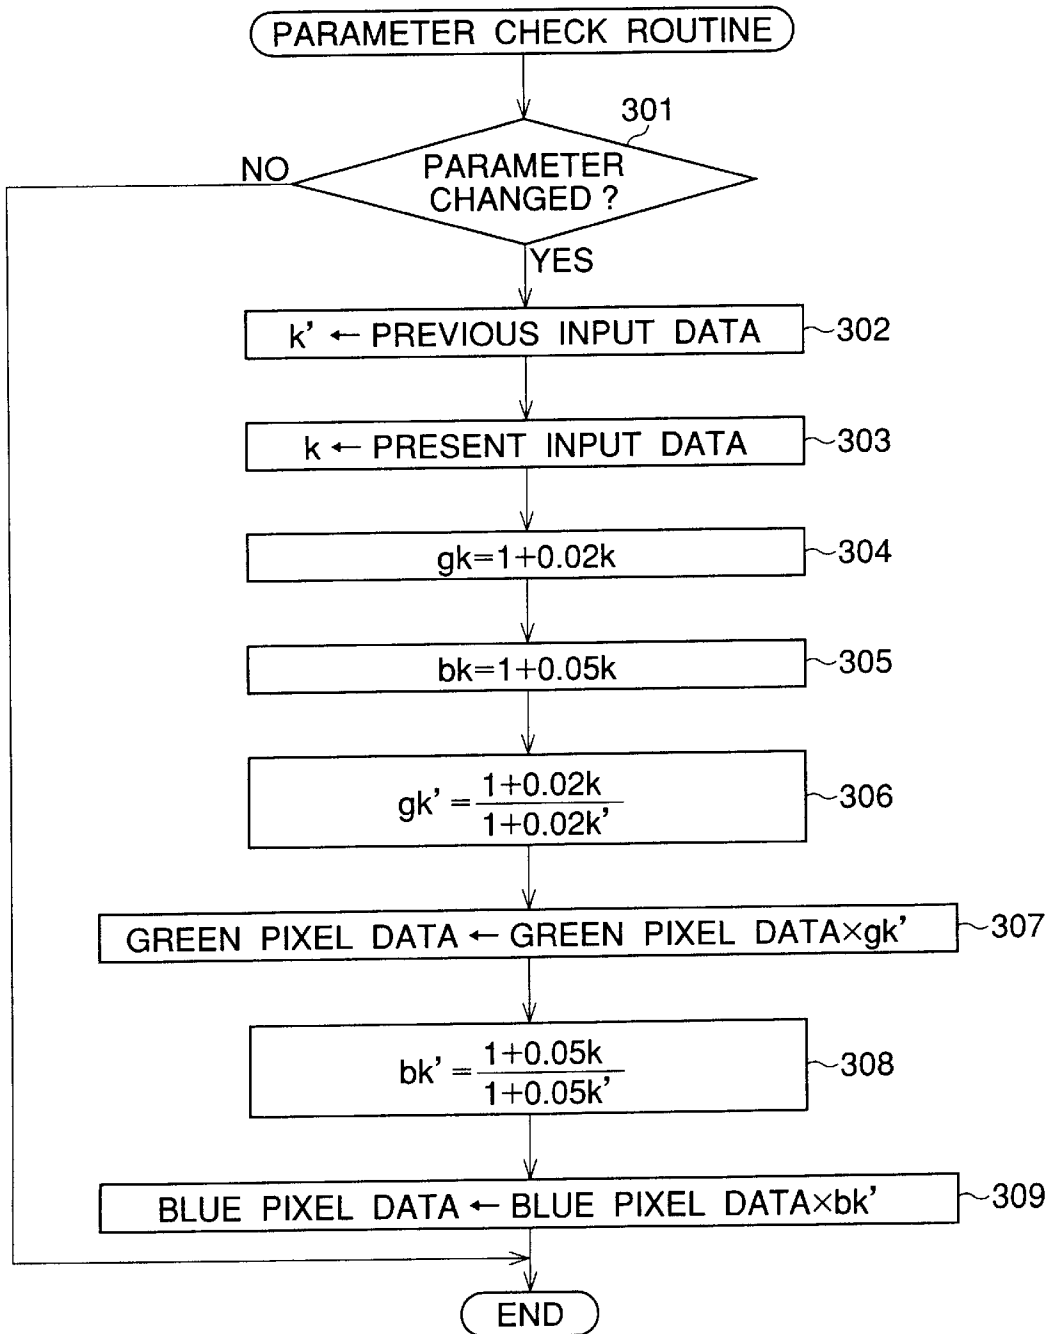 PARAMETER CHECK ROUTINE
301
PARAMETER
CHANGED ?
NO
YES
k' ← PREVIOUS INPUT DATA
302
k ← PRESENT INPUT DATA
303
gk=1+0.02k
304
bk=1+0.05k
305
gk' = 1+0.02k
1+0.02k'
306
GREEN PIXEL DATA ← GREEN PIXEL DATA×gk'
307
bk' = 1+0.05k
1+0.05k'
308
BLUE PIXEL DATA ← BLUE PIXEL DATA×bk'
309
END